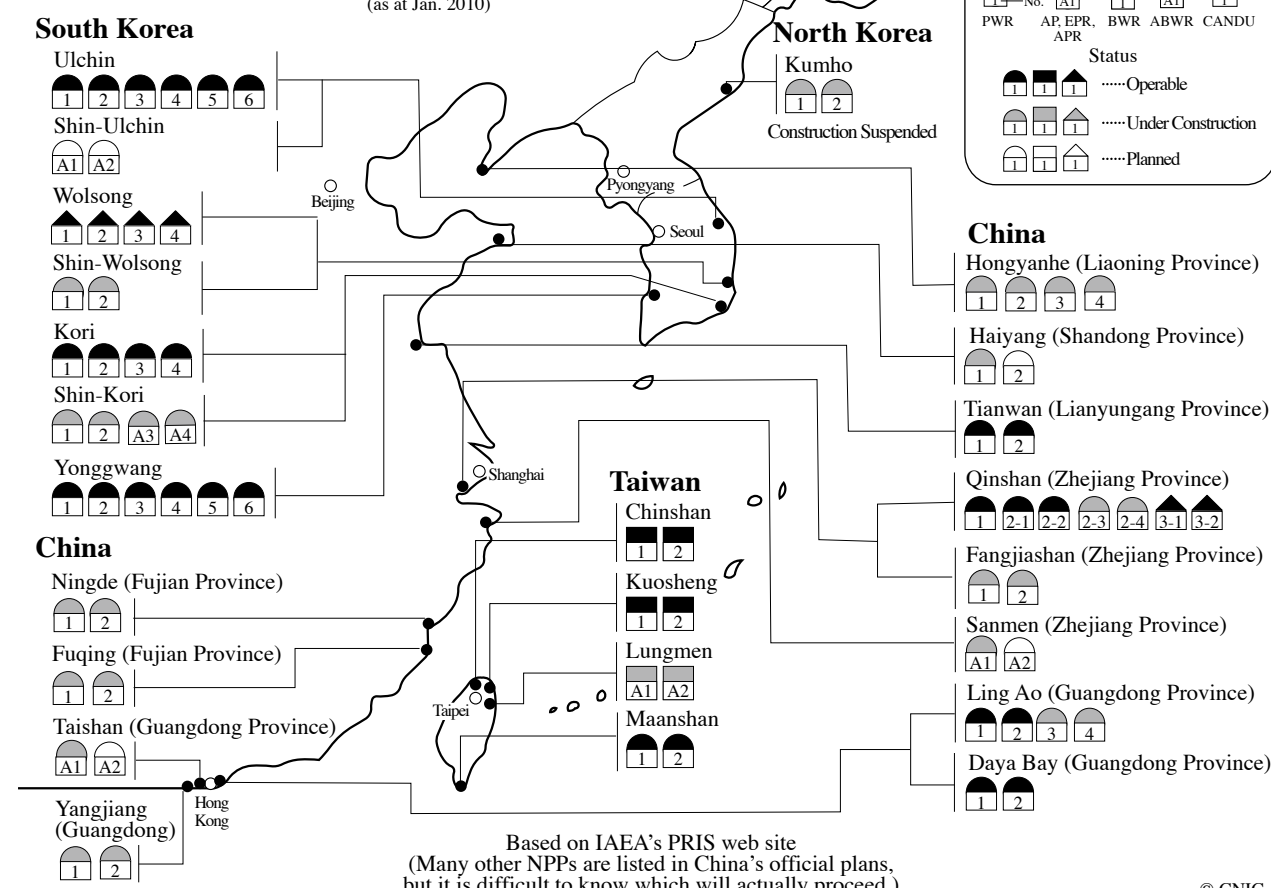 (as at Jan. 2010)
South Korea
Ulchin
1 2 3 4 5 6
Shin-Ulchin
A1 A2
Wolsong
1 2 3 4
Shin-Wolsong
1 2
Kori
1 2 3 4
Shin-Kori
1 2 A3 A4
Yonggwang
1 2 3 4 5 6
China
Ningde (Fujian Province)
1 2
Fuqing (Fujian Province)
1 2
Taishan (Guangdong Province)
A1 A2
Yangjiang
(Guangdong)
1 2
North Korea
Kumho
1 2
Construction Suspended
Beijing
Pyongyang
Seoul
Shanghai
Taipei
Hong
Kong
Taiwan
Chinshan
1 2
Kuosheng
1 2
Lungmen
A1 A2
Maanshan
1 2
1 No. A1 1 A1 1
PWR AP, EPR, BWR ABWR CANDU
APR
Status
1 1 1 ······Operable
1 1 1 ······Under Construction
1 1 1 ······Planned
China
Hongyanhe (Liaoning Province)
1 2 3 4
Haiyang (Shandong Province)
1 2
Tianwan (Lianyungang Province)
1 2
Qinshan (Zhejiang Province)
1 2-1 2-2 2-3 2-4 3-1 3-2
Fangjiashan (Zhejiang Province)
1 2
Sanmen (Zhejiang Province)
A1 A2
Ling Ao (Guangdong Province)
1 2 3 4
Daya Bay (Guangdong Province)
1 2
Based on IAEA's PRIS web site
(Many other NPPs are listed in China's official plans,
but it is difficult to know which will actually proceed.)
© CNIC